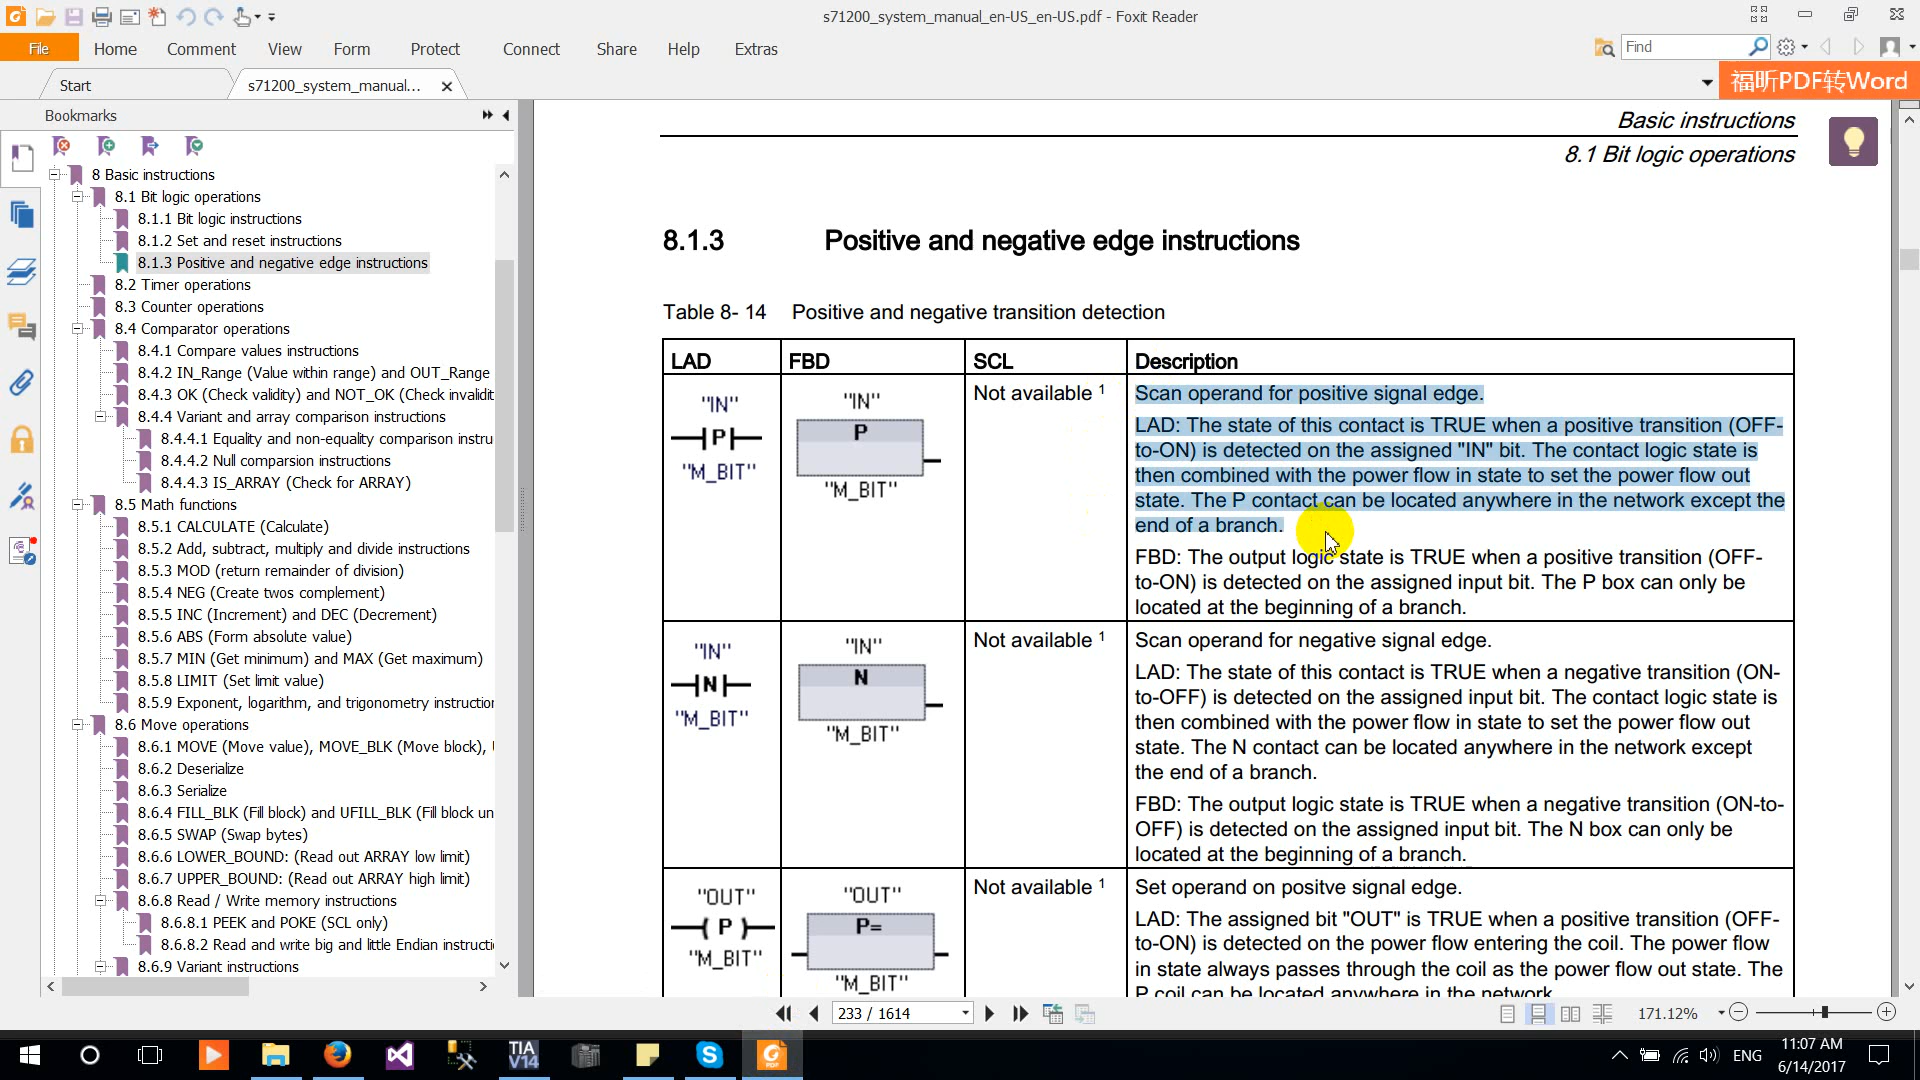 s71200_system_manual_en-US_en-US.pdf - Foxit Reader
File Home Comment View Form Protect Connect Share Help Extras
Find
Start
s71200_system_manual...
福昕PDF转Word
Bookmarks
8 Basic instructions
8.1 Bit logic operations
8.1.1 Bit logic instructions
8.1.2 Set and reset instructions
8.1.3 Positive and negative edge instructions
8.2 Timer operations
8.3 Counter operations
8.4 Comparator operations
8.4.1 Compare values instructions
8.4.2 IN_Range (Value within range) and OUT_Range
8.4.3 OK (Check validity) and NOT_OK (Check invalidit
8.4.4 Variant and array comparison instructions
8.4.4.1 Equality and non-equality comparison instru
8.4.4.2 Null comparsion instructions
8.4.4.3 IS_ARRAY (Check for ARRAY)
8.5 Math functions
8.5.1 CALCULATE (Calculate)
8.5.2 Add, subtract, multiply and divide instructions
8.5.3 MOD (return remainder of division)
8.5.4 NEG (Create twos complement)
8.5.5 INC (Increment) and DEC (Decrement)
8.5.6 ABS (Form absolute value)
8.5.7 MIN (Get minimum) and MAX (Get maximum)
8.5.8 LIMIT (Set limit value)
8.5.9 Exponent, logarithm, and trigonometry instruction
8.6 Move operations
8.6.1 MOVE (Move value), MOVE_BLK (Move block),
8.6.2 Deserialize
8.6.3 Serialize
8.6.4 FILL_BLK (Fill block) and UFILL_BLK (Fill block un
8.6.5 SWAP (Swap bytes)
8.6.6 LOWER_BOUND: (Read out ARRAY low limit)
8.6.7 UPPER_BOUND: (Read out ARRAY high limit)
8.6.8 Read / Write memory instructions
8.6.8.1 PEEK and POKE (SCL only)
8.6.8.2 Read and write big and little Endian instructi
8.6.9 Variant instructions
Basic instructions
8.1 Bit logic operations
8.1.3 Positive and negative edge instructions
Table 8- 14 Positive and negative transition detection
LAD FBD SCL Description
"IN"
P
"M_BIT"
"IN"
P
"M_BIT"
Not available 1
Scan operand for positive signal edge.
LAD: The state of this contact is TRUE when a positive transition (OFF-
to-ON) is detected on the assigned "IN" bit. The contact logic state is
then combined with the power flow in state to set the power flow out
state. The P contact can be located anywhere in the network except the
end of a branch.
FBD: The output logic state is TRUE when a positive transition (OFF-
to-ON) is detected on the assigned input bit. The P box can only be
located at the beginning of a branch.
"IN"
N
"M_BIT"
"IN"
N
"M_BIT"
Not available 1
Scan operand for negative signal edge.
LAD: The state of this contact is TRUE when a negative transition (ON-
to-OFF) is detected on the assigned input bit. The contact logic state is
then combined with the power flow in state to set the power flow out
state. The N contact can be located anywhere in the network except
the end of a branch.
FBD: The output logic state is TRUE when a negative transition (ON-to-
OFF) is detected on the assigned input bit. The N box can only be
located at the beginning of a branch.
"OUT"
P
"M_BIT"
"OUT"
P=
"M_BIT"
Not available 1
Set operand on positve signal edge.
LAD: The assigned bit "OUT" is TRUE when a positive transition (OFF-
to-ON) is detected on the power flow entering the coil. The power flow
in state always passes through the coil as the power flow out state. The
P coil can be located anywhere in the network
233 / 1614
171.12%
TIA
V14
ENG
11:07 AM
6/14/2017